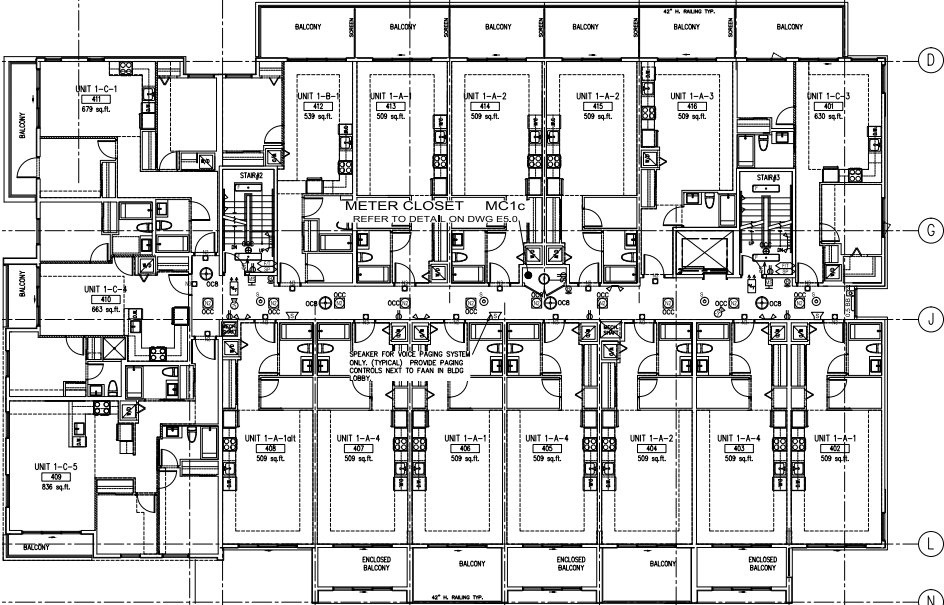 42" H. RAILING TYP.
BALCONY
SCREEN
BALCONY
BALCONY
SCREEN
BALCONY
SCREEN
BALCONY
SCREEN
BALCONY
D
UNIT 1-C-1
411
679 sq.ft.
BALCONY
UNIT 1-B-1
412
539 sq.ft.
UNIT 1-A-1
413
509 sq.ft.
UNIT 1-A-2
414
509 sq.ft.
UNIT 1-A-2
415
509 sq.ft.
UNIT 1-A-3
416
509 sq.ft.
UNIT 1-C-3
401
630 sq.ft.
STAIR#2
STAIR#3
METER CLOSET MC1c
REFER TO DETAIL ON DWG E5.0
G
BALCONY
UNIT 1-C-4
410
663 sq.ft.
OCB
OCC
OCC
OCB
OCC
OCC
OCB
OCC
J
SPEAKER FOR VOICE PAGING SYSTEM
ONLY. (TYPICAL) PROVIDE PAGING
CONTROLS NEXT TO FAAN IN BLDG
LOBBY.
UNIT 1-C-5
409
836 sq.ft.
UNIT 1-A-1alt
408
509 sq.ft.
UNIT 1-A-4
407
509 sq.ft.
UNIT 1-A-1
406
509 sq.ft.
UNIT 1-A-4
405
509 sq.ft.
UNIT 1-A-2
404
509 sq.ft.
UNIT 1-A-4
403
509 sq.ft.
UNIT 1-A-1
402
509 sq.ft.
BALCONY
L
ENCLOSED
BALCONY
BALCONY
ENCLOSED
BALCONY
BALCONY
ENCLOSED
BALCONY
42" H. RAILING TYP.
N